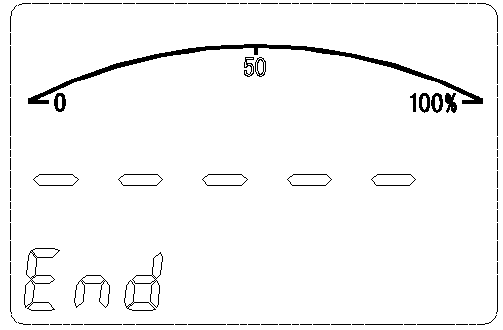 50
0 100%
- - - - -
End